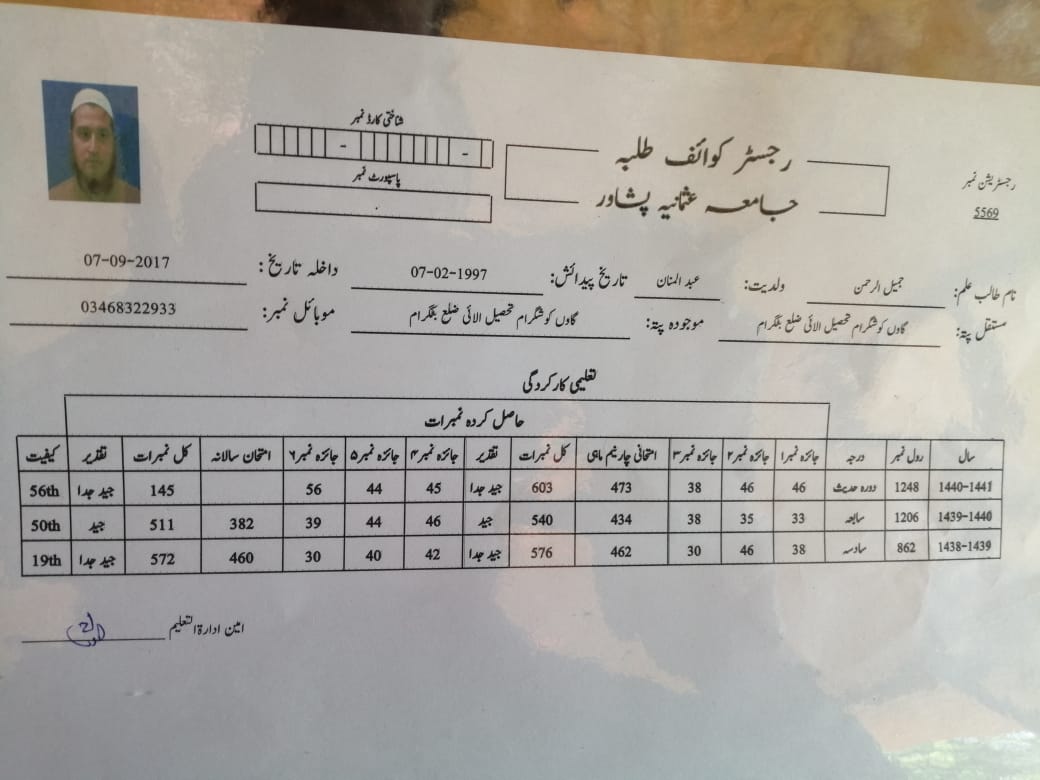 شناختی کارڈ نمبر
پاسپورٹ نمبر
رجسٹر کوائف طلبہ
جامعہ عثمانیہ پشاور
رجسٹریشن نمبر
5569
نام طالب علم: جمیل الرحمن ولدیت: عبد المنان تاریخ پیدائش: 07-02-1997 داخلہ تاریخ: 07-09-2017
مستقل پتہ: گاوں کوشگرام تحصیل الائی ضلع بٹگرام موجودہ پتہ: گاوں کوشگرام تحصیل الائی ضلع بٹگرام موبائل نمبر: 03468322933
تعلیمی کارکردگی
حاصل کردہ نمبرات
سال رول نمبر درجہ جائزہ نمبر۱ جائزہ نمبر۲ جائزہ نمبر۳ امتحانی چارنیم ماہی کل نمبرات تقدیر جائزہ نمبر۴ جائزہ نمبر۵ جائزہ نمبر۶ امتحان سالانہ کل نمبرات تقدیر کیفیت
1440-1441 1248 دورہ حدیث 46 46 38 473 603 جید جدا 45 44 56 145 جید جدا 56th
1439-1440 1206 سابعہ 33 35 38 434 540 جید 46 44 39 382 511 جید 50th
1438-1439 862 سادسہ 38 46 30 462 576 جید جدا 42 40 30 460 572 جید جدا 19th
امین ادارۃ التعلیم